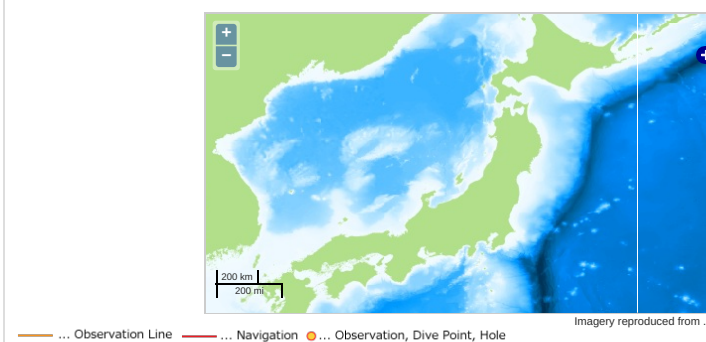 +
−
200 km
200 mi
Imagery reproduced from .
... Observation Line ... Navigation ... Observation, Dive Point, Hole